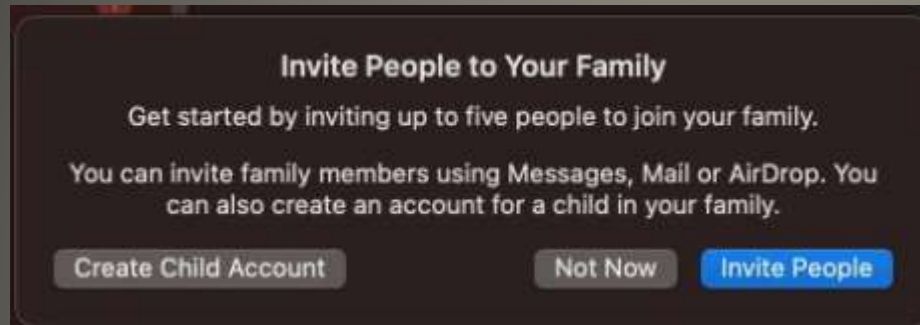 Invite People to Your Family
Get started by inviting up to five people to join your family.
You can invite family members using Messages, Mail or AirDrop. You
can also create an account for a child in your family.
Create Child Account
Not Now
Invite People